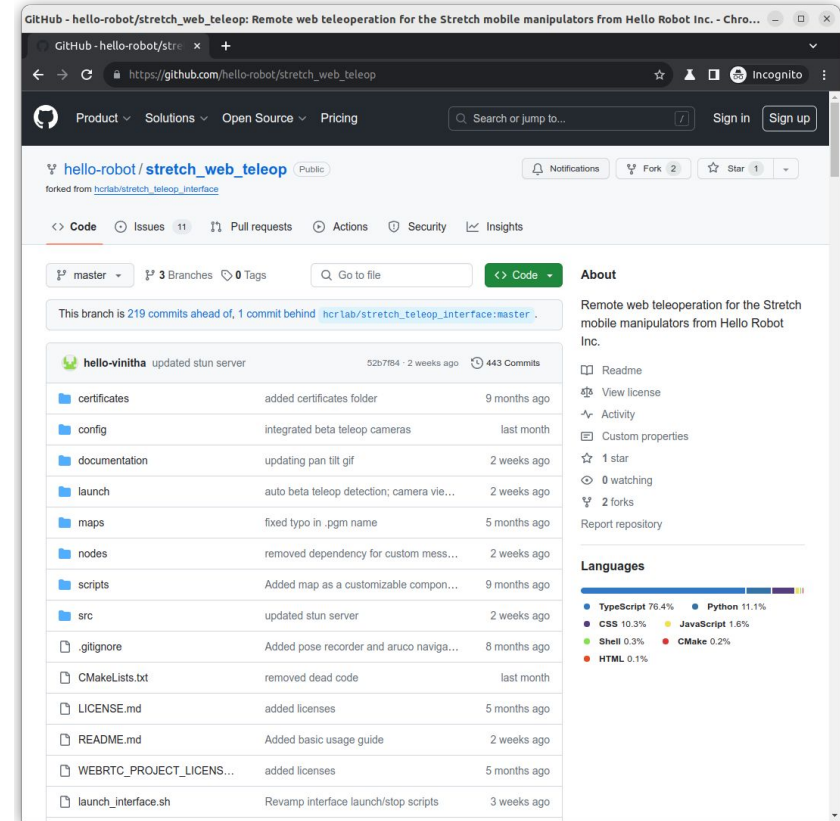 GitHub - hello-robot/stretch_web_teleop: Remote web teleoperation for the Stretch mobile manipulators from Hello Robot Inc. - Chro...
GitHub - hello-robot/stre
https://github.com/hello-robot/stretch_web_teleop
Incognito
Product Solutions Open Source Pricing
Search or jump to... /
Sign in Sign up
hello-robot / stretch_web_teleop Public
Notifications Fork 2 Star 1
forked from hcrlab/stretch_teleop_interface
<> Code Issues 11 Pull requests Actions Security Insights
master 3 Branches 0 Tags Go to file <> Code
This branch is 219 commits ahead of, 1 commit behind hcrlab/stretch_teleop_interface:master .
hello-vinitha updated stun server 52b7f84 · 2 weeks ago 443 Commits
certificates added certificates folder 9 months ago
config integrated beta teleop cameras last month
documentation updating pan tilt gif 2 weeks ago
launch auto beta teleop detection; camera vie... 2 weeks ago
maps fixed typo in .pgm name 5 months ago
nodes removed dependency for custom mess... 2 weeks ago
scripts Added map as a customizable compon... 9 months ago
src updated stun server 2 weeks ago
.gitignore Added pose recorder and aruco naviga... 8 months ago
CMakeLists.txt removed dead code last month
LICENSE.md added licenses 5 months ago
README.md Added basic usage guide 2 weeks ago
WEBRTC_PROJECT_LICENS... added licenses 5 months ago
launch_interface.sh Revamp interface launch/stop scripts 3 weeks ago
About
Remote web teleoperation for the Stretch
mobile manipulators from Hello Robot
Inc.
Readme
View license
Activity
Custom properties
1 star
0 watching
2 forks
Report repository
Languages
TypeScript 76.4% Python 11.1%
CSS 10.3% JavaScript 1.6%
Shell 0.3% CMake 0.2%
HTML 0.1%